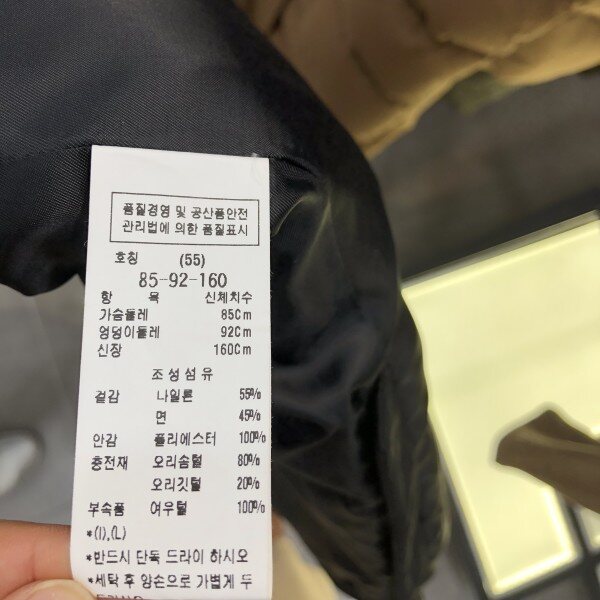 품질경영 및 공산품안전
관리법에 의한 품질표시
호칭 (55)
85-92-160
항 목 신체치수
가슴둘레 85Cm
엉덩이둘레 92Cm
신장 160Cm
조성섬유
겉감 나일론 55%
면 45%
안감 폴리에스터 100%
충전재 오리솜털 80%
오리깃털 20%
부속품 여우털 100%
*(I),(L)
*반드시 단독 드라이 하시오
*세탁 후 양손으로 가볍게 두